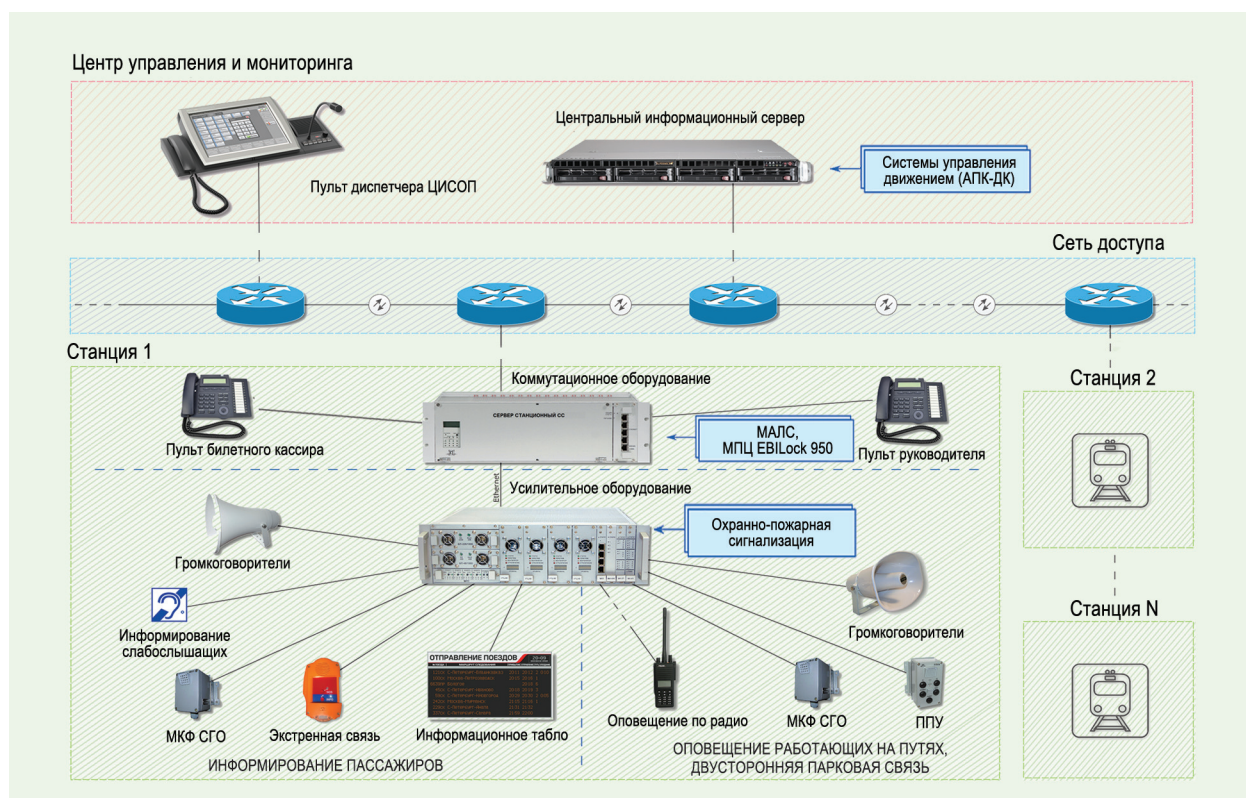 Центр управления и мониторинга
Центральный информационный сервер
Системы управления
движением (АПК-ДК)
Пульт диспетчера ЦИСОП
Сеть доступа
Станция 1
Коммутационное оборудование
СЕРВЕР СТАНЦИОННЫЙ СС
МАЛС,
МПЦ EBILock 950
Пульт билетного кассира
Пульт руководителя
Станция 2
Ethernet
Усилительное оборудование
Охранно-пожарная
сигнализация
Громкоговорители
Громкоговорители
Станция N
Информирование
слабослышащих
ОТПРАВЛЕНИЕ ПОЕЗДОВ
МКФ СГО
Экстренная связь
Информационное табло
Оповещение по радио
МКФ СГО
ППУ
ИНФОРМИРОВАНИЕ ПАССАЖИРОВ
ОПОВЕЩЕНИЕ РАБОТАЮЩИХ НА ПУТЯХ,
ДВУСТОРОННЯЯ ПАРКОВАЯ СВЯЗЬ